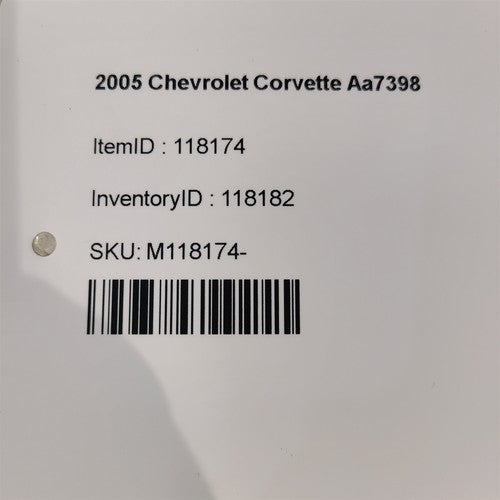 2005 Chevrolet Corvette Aa7398
ItemID : 118174
InventoryID : 118182
SKU: M118174-